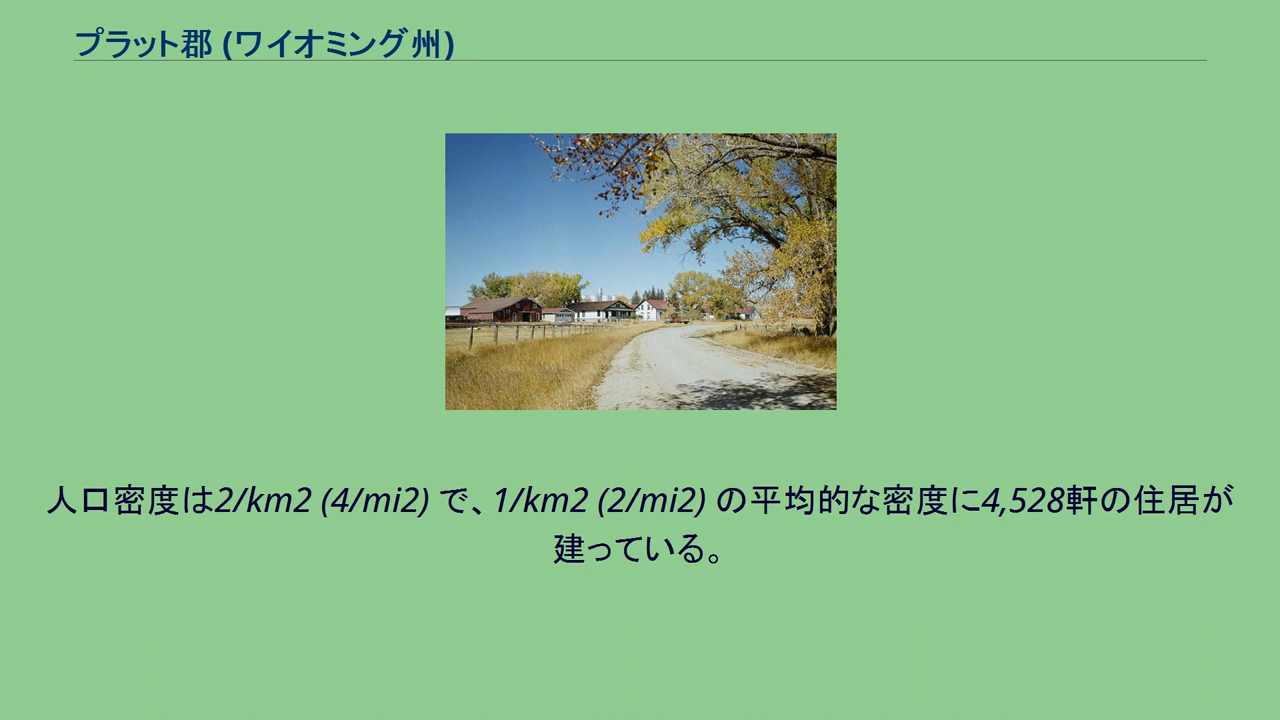 プラット郡 (ワイオミング州)
人口密度は2/km2 (4/mi2) で、1/km2 (2/mi2) の平均的な密度に4,528軒の住居が
建っている。